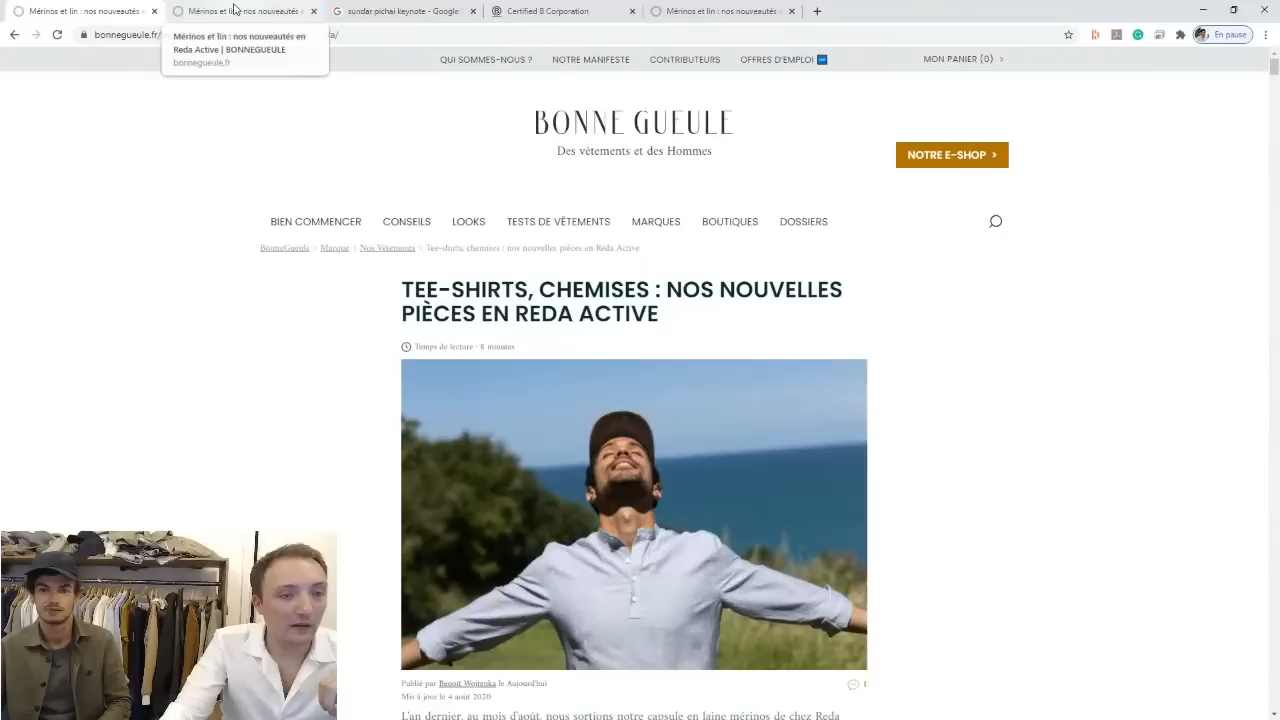 Mérinos et lin : nos nouveautés en
Mérinos et lin
sundar pichai - Google Search
Certified B Corporation
Mérinos et lin : nos nouveautés en
bonnegueule.fr/
En pause
Mérinos et lin : nos nouveautés en
Reda Active | BONNEGUEULE
bonnegueule.fr
QUI SOMMES-NOUS ? NOTRE MANIFESTE CONTRIBUTEURS OFFRES D'EMPLOI MON PANIER (0) >
BONNE GUEULE
Des vêtements et des Hommes
NOTRE E-SHOP >
BIEN COMMENCER CONSEILS LOOKS TESTS DE VÊTEMENTS MARQUES BOUTIQUES DOSSIERS
BonneGueule > Marque > Nos Vêtements > Tee-shirts, chemises : nos nouvelles pièces en Reda Active
TEE-SHIRTS, CHEMISES : NOS NOUVELLES
PIÈCES EN REDA ACTIVE
Temps de lecture : 8 minutes
Publié par Benoit Wojtenka le Aujourd'hui
1
Mis à jour le 4 août 2020
L'an dernier, au mois d'août, nous sortions notre capsule en laine mérinos de chez Reda